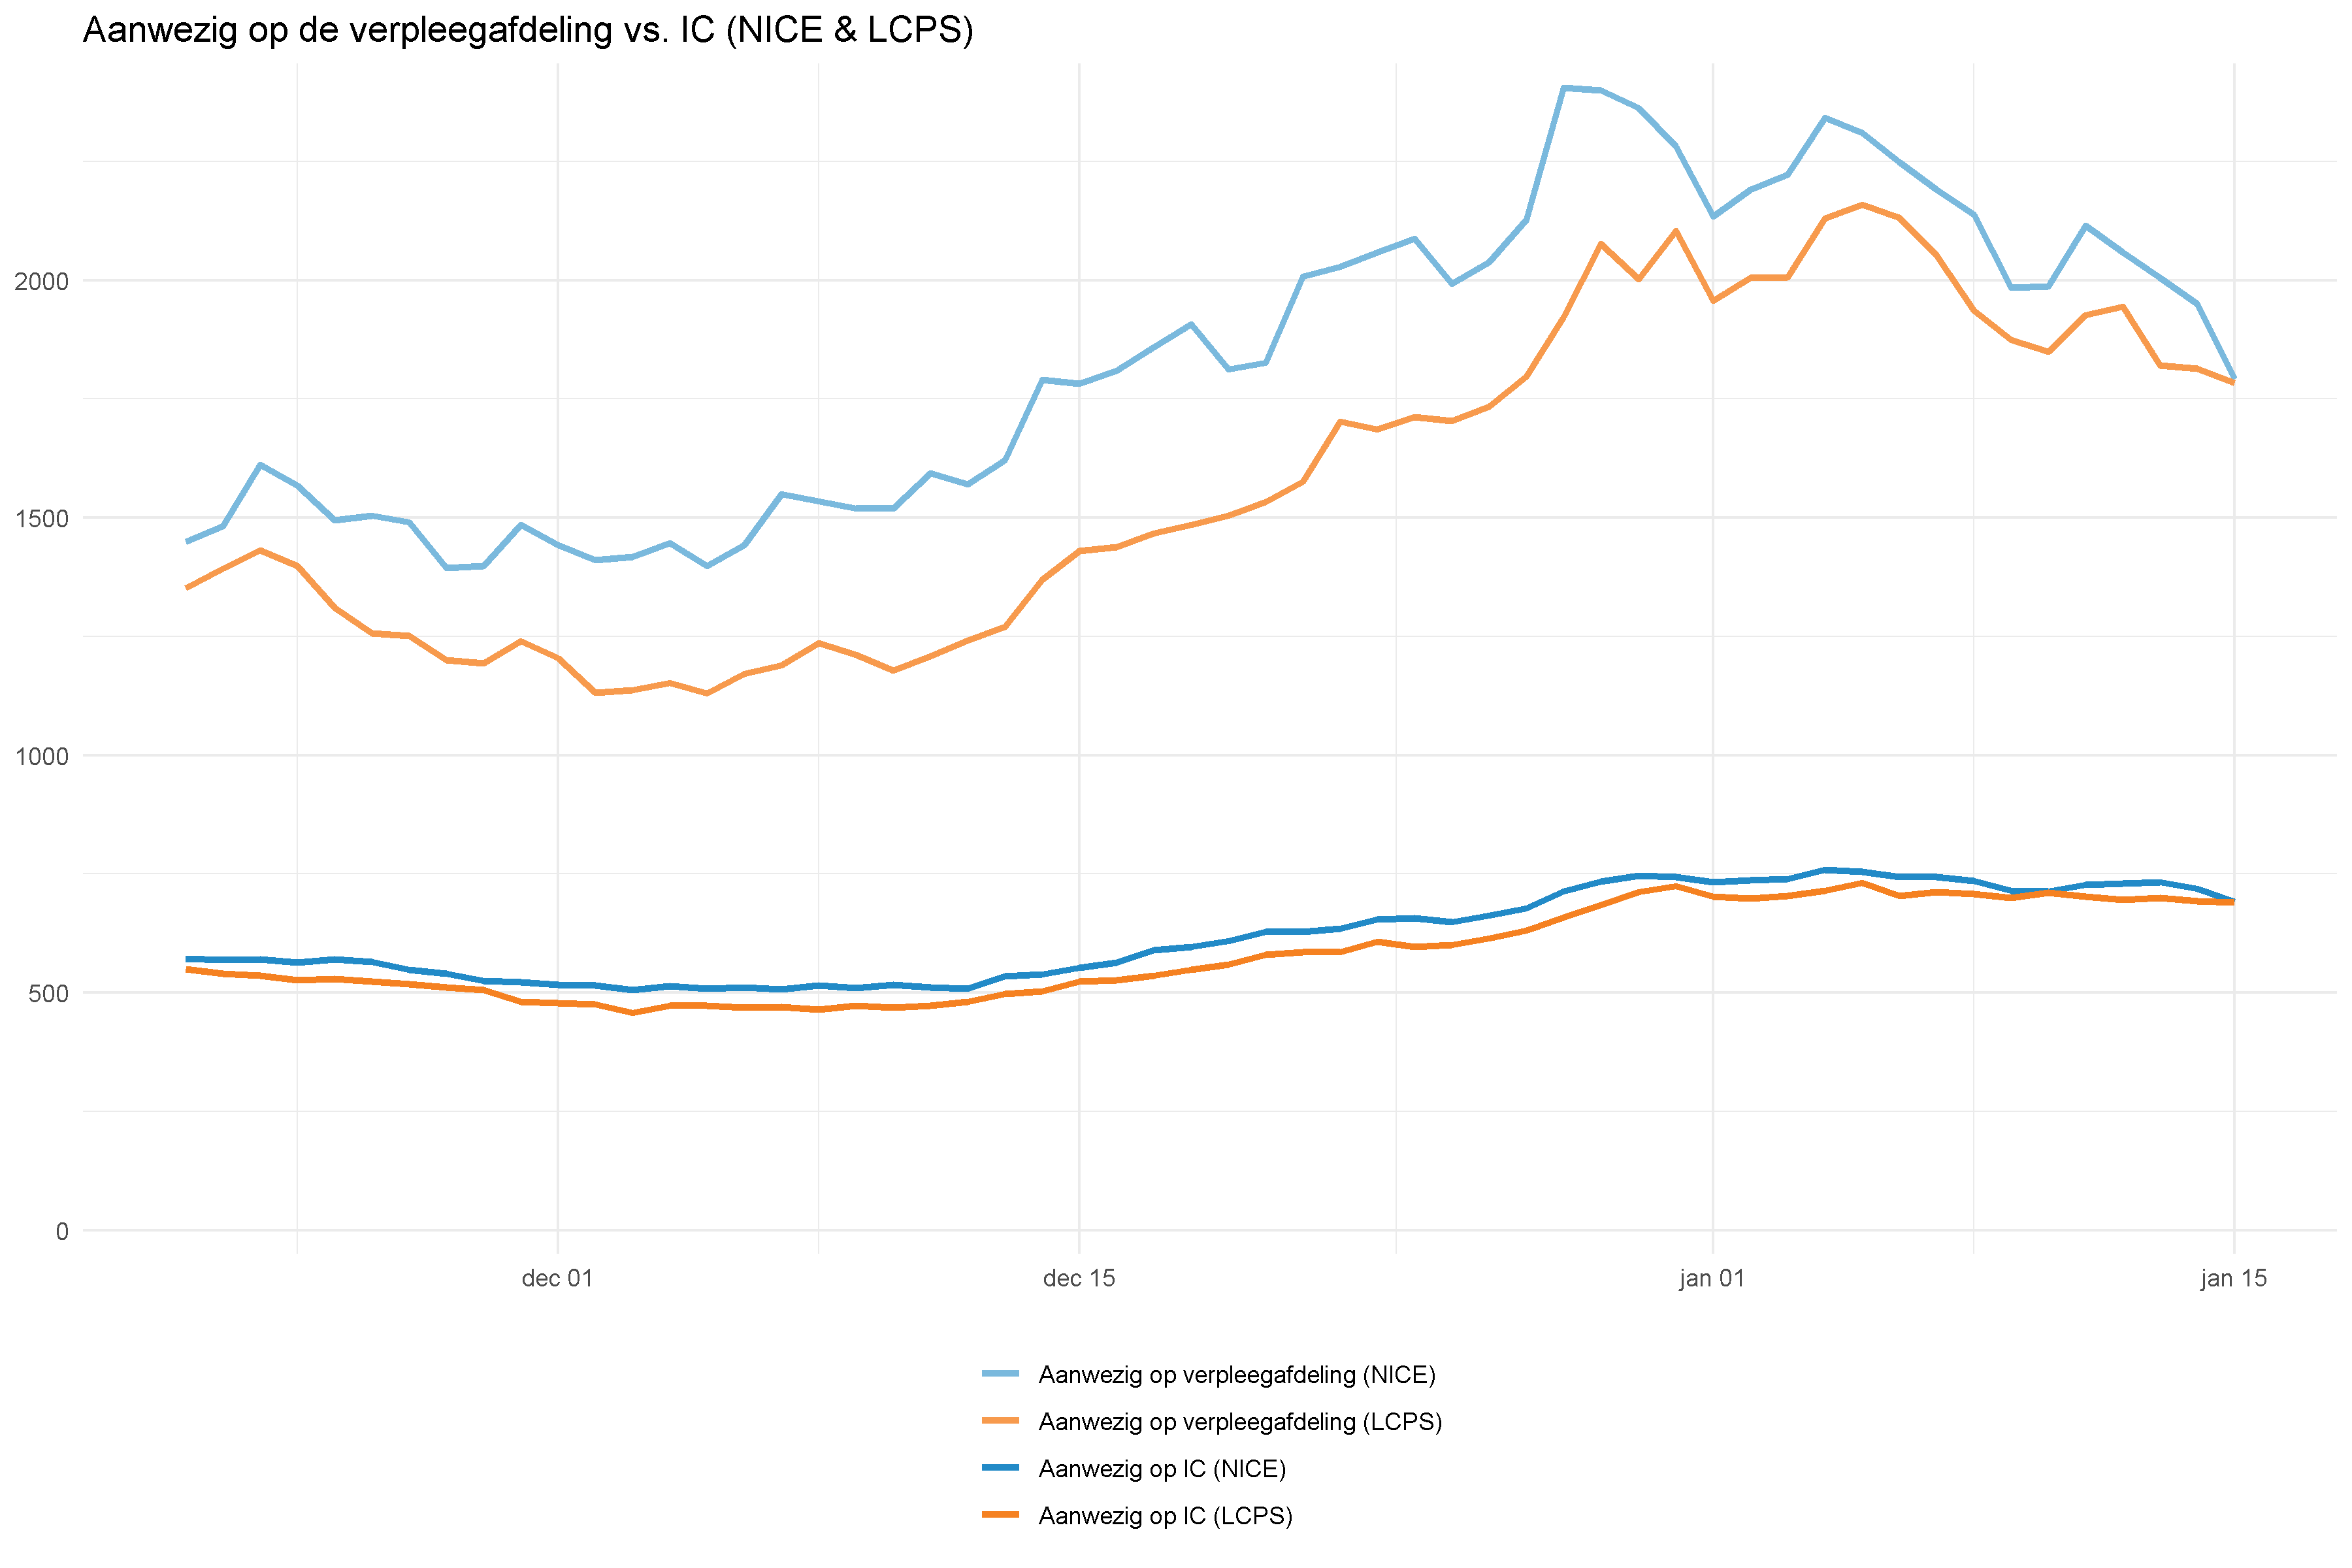 Aanwezig op de verpleegafdeling vs. IC (NICE & LCPS)
2000
1500
1000
500
0
dec 01
dec 15
jan 01
jan 15
Aanwezig op verpleegafdeling (NICE)
Aanwezig op verpleegafdeling (LCPS)
Aanwezig op IC (NICE)
Aanwezig op IC (LCPS)